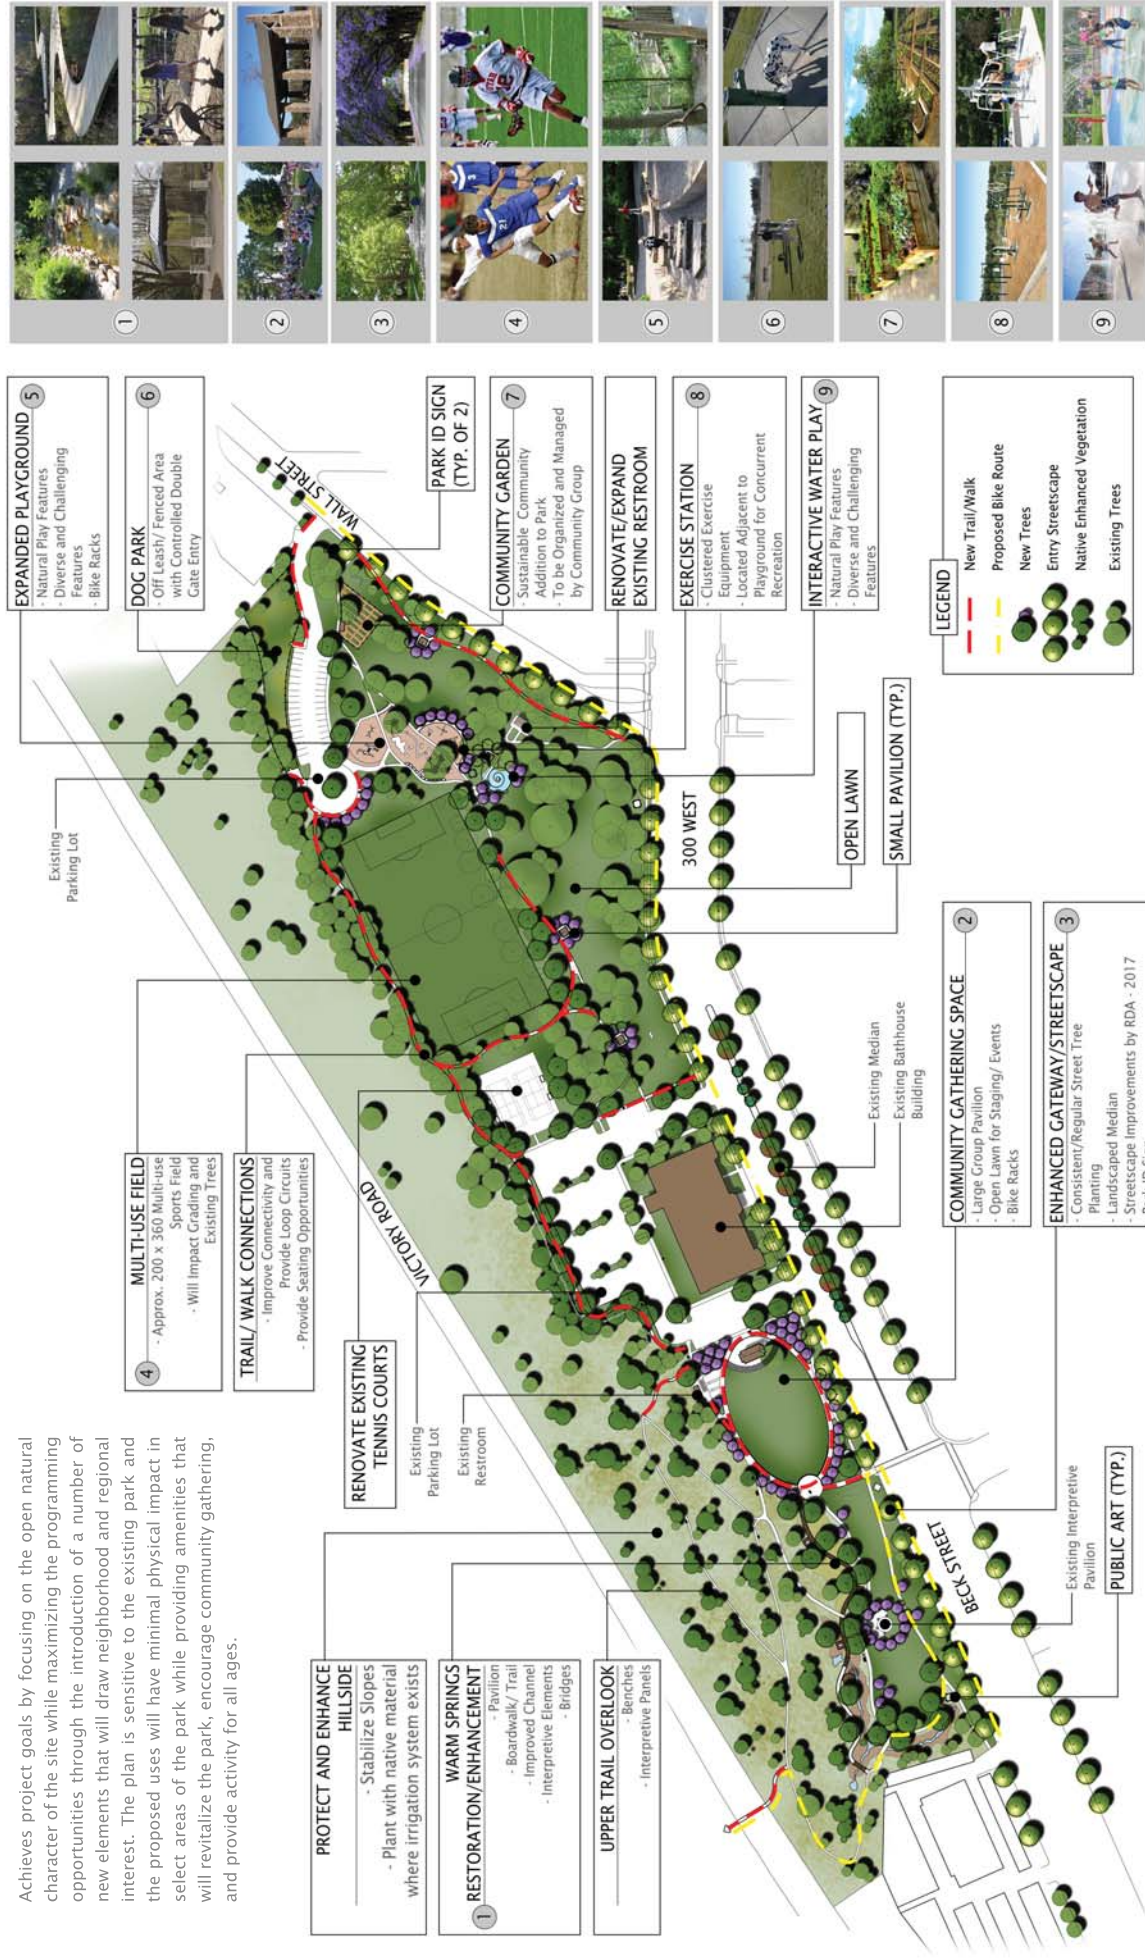 Achieves project goals by focusing on the open natural
character of the site while maximizing the programming
opportunities through the introduction of a number of
new elements that will draw neighborhood and regional
interest. The plan is sensitive to the existing park and
the proposed uses will have minimal physical impact in
select areas of the park while providing amenities that
will revitalize the park, encourage community gathering,
and provide activity for all ages.
PROTECT AND ENHANCE
HILLSIDE
- Stabilize Slopes
- Plant with native material
where irrigation system exists
1
WARM SPRINGS
RESTORATION/ENHANCEMENT
- Pavilion
- Boardwalk/ Trail
- Improved Channel
- Interpretive Elements
- Bridges
UPPER TRAIL OVERLOOK
- Benches
- Interpretive Panels
4
MULTI-USE FIELD
- Approx. 200 x 360 Multi-use
Sports Field
- Will Impact Grading and
Existing Trees
TRAIL/ WALK CONNECTIONS
- Improve Connectivity and
Provide Loop Circuits
- Provide Seating Opportunities
RENOVATE EXISTING
TENNIS COURTS
Existing
Parking Lot
Existing
Restroom
VICTORY ROAD
Existing
Parking Lot
EXPANDED PLAYGROUND
5
- Natural Play Features
- Diverse and Challenging
Features
- Bike Racks
DOG PARK
6
- Off Leash/ Fenced Area
with Controlled Double
Gate Entry
WALL STREET
PARK ID SIGN
(TYP. OF 2)
COMMUNITY GARDEN
7
- Sustainable Community
Addition to Park
- To be Organized and Managed
by Community Group
RENOVATE/EXPAND
EXISTING RESTROOM
EXERCISE STATION
8
- Clustered Exercise
Equipment
- Located Adjacent to
Playground for Concurrent
Recreation
INTERACTIVE WATER PLAY
9
- Natural Play Features
- Diverse and Challenging
Features
300 WEST
OPEN LAWN
SMALL PAVILION (TYP.)
Existing Median
Existing Bathhouse
Building
COMMUNITY GATHERING SPACE
2
- Large Group Pavilion
- Open Lawn for Staging/ Events
- Bike Racks
ENHANCED GATEWAY/STREETSCAPE
3
- Consistent/Regular Street Tree
Planting
- Landscaped Median
- Streetscape Improvements by RDA - 2017
BECK STREET
Existing Interpretive
Pavilion
PUBLIC ART (TYP.)
LEGEND
New Trail/Walk
Proposed Bike Route
New Trees
Entry Streetscape
Native Enhanced Vegetation
Existing Trees
1
2
3
4
5
6
7
8
9
21
2